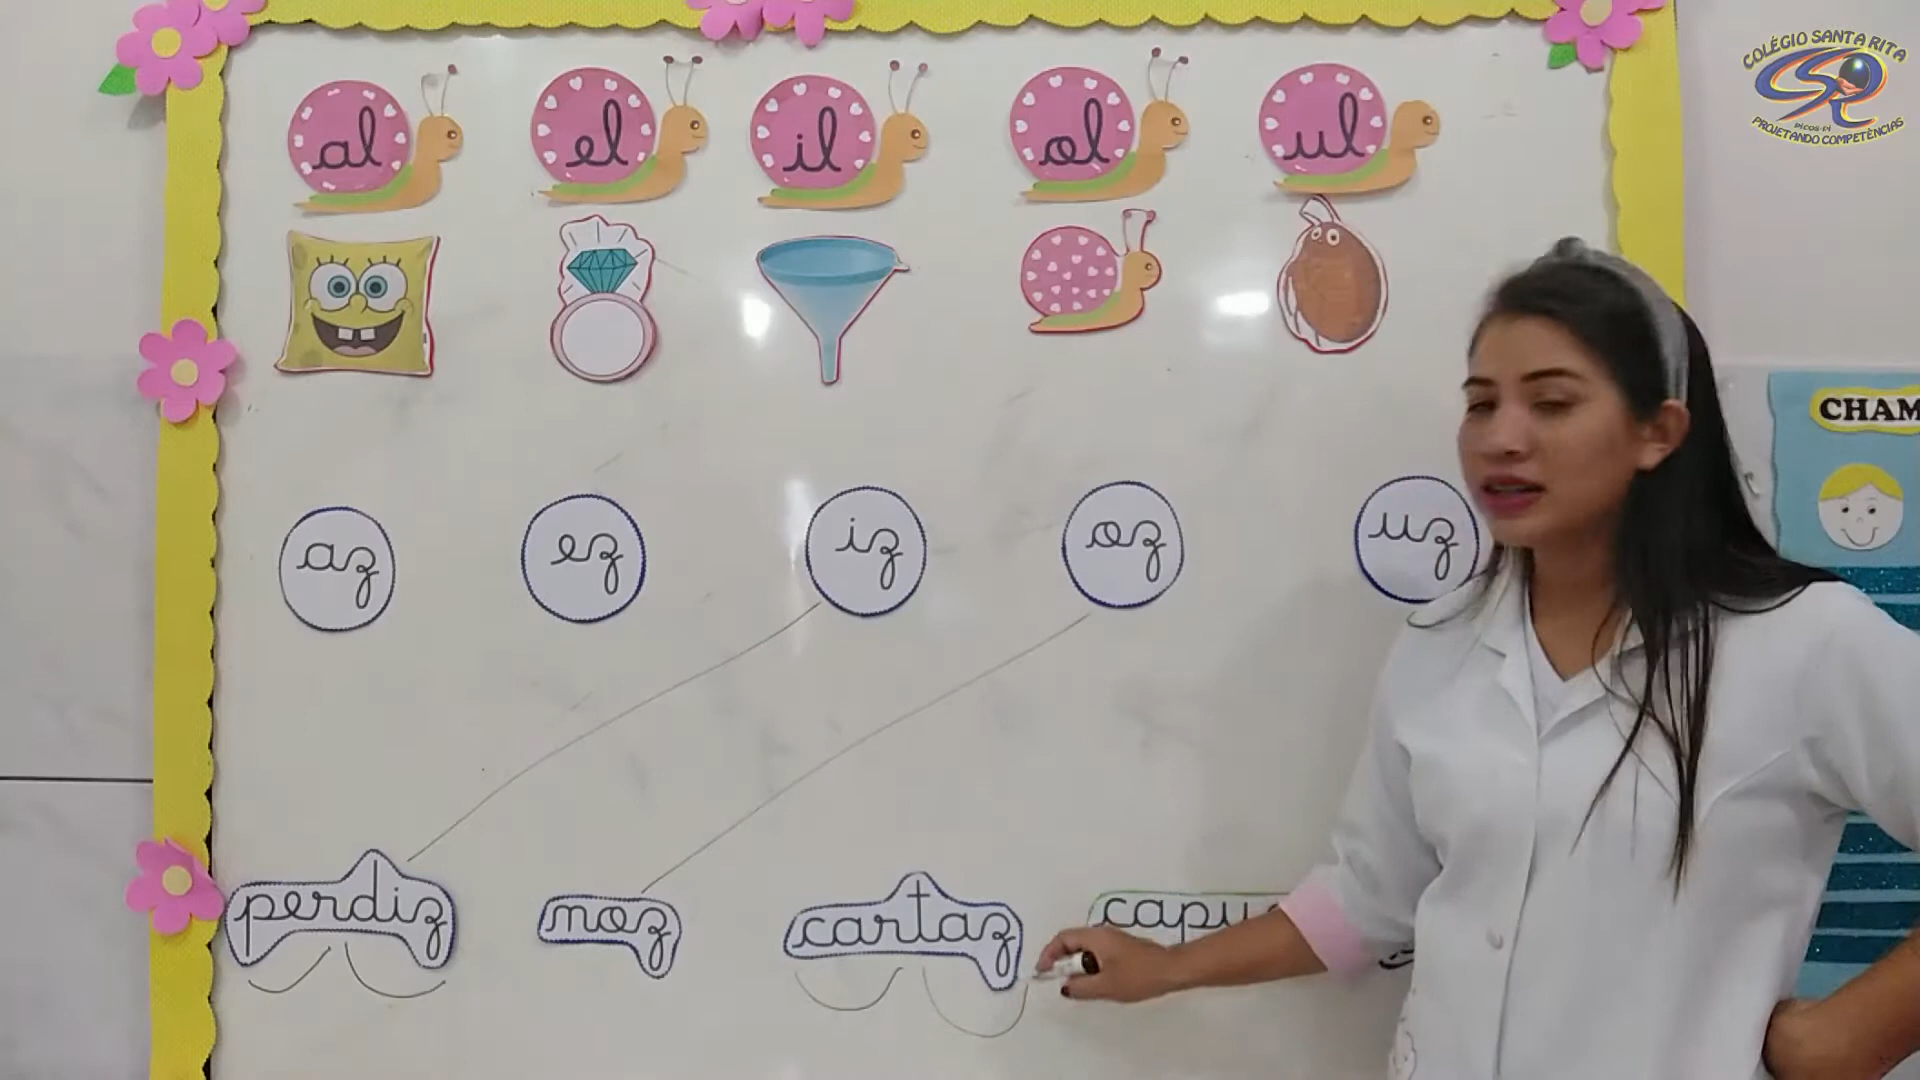 COLÉGIO SANTA RITA
PICOS-PI
PROJETANDO COMPETÊNCIAS
al el il ol ul
CHAM
az ez iz oz uz
perdiz noz cartaz capu